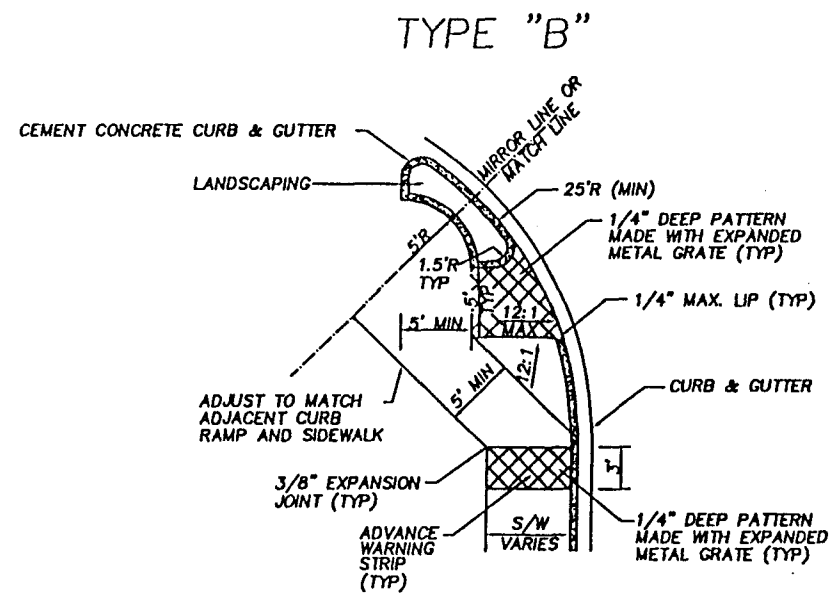 TYPE "B"
CEMENT CONCRETE CURB & GUTTER
LANDSCAPING
MIRROR LINE OR
MATCH LINE
25'R (MIN)
1/4" DEEP PATTERN
MADE WITH EXPANDED
METAL GRATE (TYP)
5'R
1.5'R
TYP
5'
TYP
12:1
MAX
1/4" MAX. LIP (TYP)
5' MIN
5' MIN
12:1
CURB & GUTTER
ADJUST TO MATCH
ADJACENT CURB
RAMP AND SIDEWALK
3/8" EXPANSION
JOINT (TYP)
3'
ADVANCE
WARNING
STRIP
(TYP)
S/W
VARIES
1/4" DEEP PATTERN
MADE WITH EXPANDED
METAL GRATE (TYP)